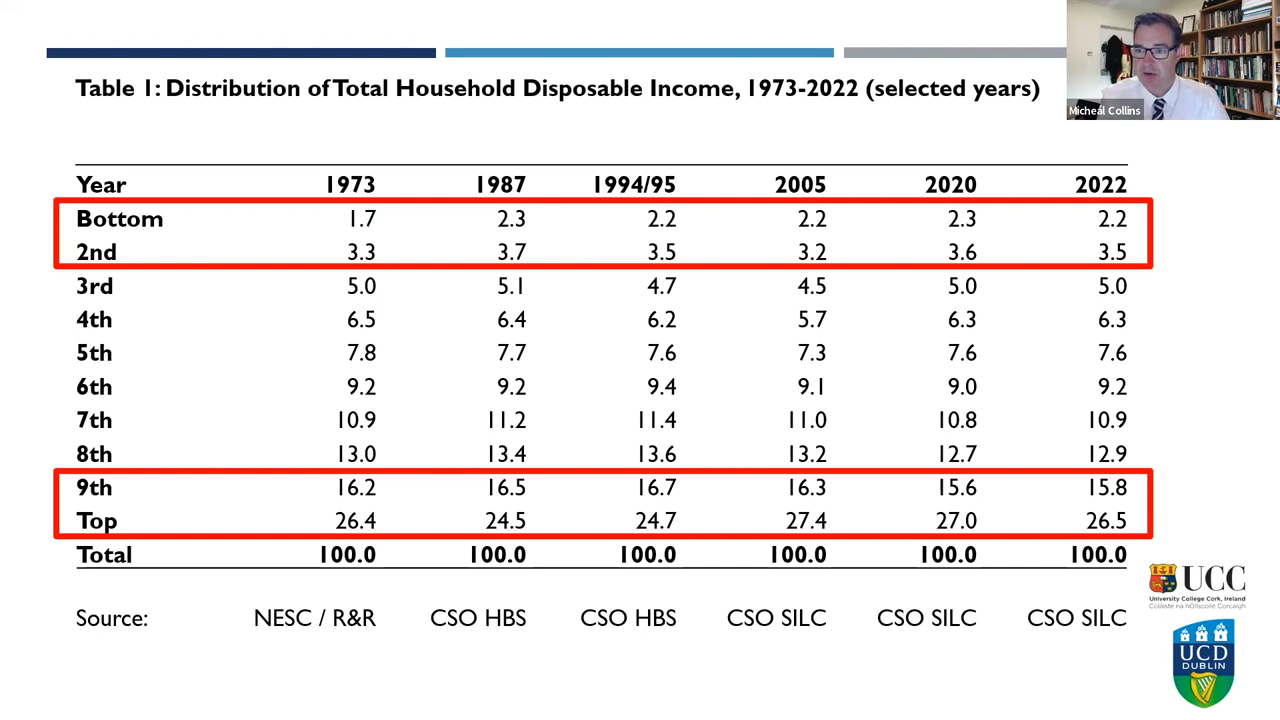 Micheál Collins
Table 1: Distribution of Total Household Disposable Income, 1973-2022 (selected years)
Year 1973 1987 1994/95 2005 2020 2022
Bottom 1.7 2.3 2.2 2.2 2.3 2.2
2nd 3.3 3.7 3.5 3.2 3.6 3.5
3rd 5.0 5.1 4.7 4.5 5.0 5.0
4th 6.5 6.4 6.2 5.7 6.3 6.3
5th 7.8 7.7 7.6 7.3 7.6 7.6
6th 9.2 9.2 9.4 9.1 9.0 9.2
7th 10.9 11.2 11.4 11.0 10.8 10.9
8th 13.0 13.4 13.6 13.2 12.7 12.9
9th 16.2 16.5 16.7 16.3 15.6 15.8
Top 26.4 24.5 24.7 27.4 27.0 26.5
Total 100.0 100.0 100.0 100.0 100.0 100.0
Source: NESC / R&R CSO HBS CSO HBS CSO SILC CSO SILC CSO SILC
UCC
University College Cork, Ireland
Coláiste na hOllscoile Corcaigh
UCD
DUBLIN